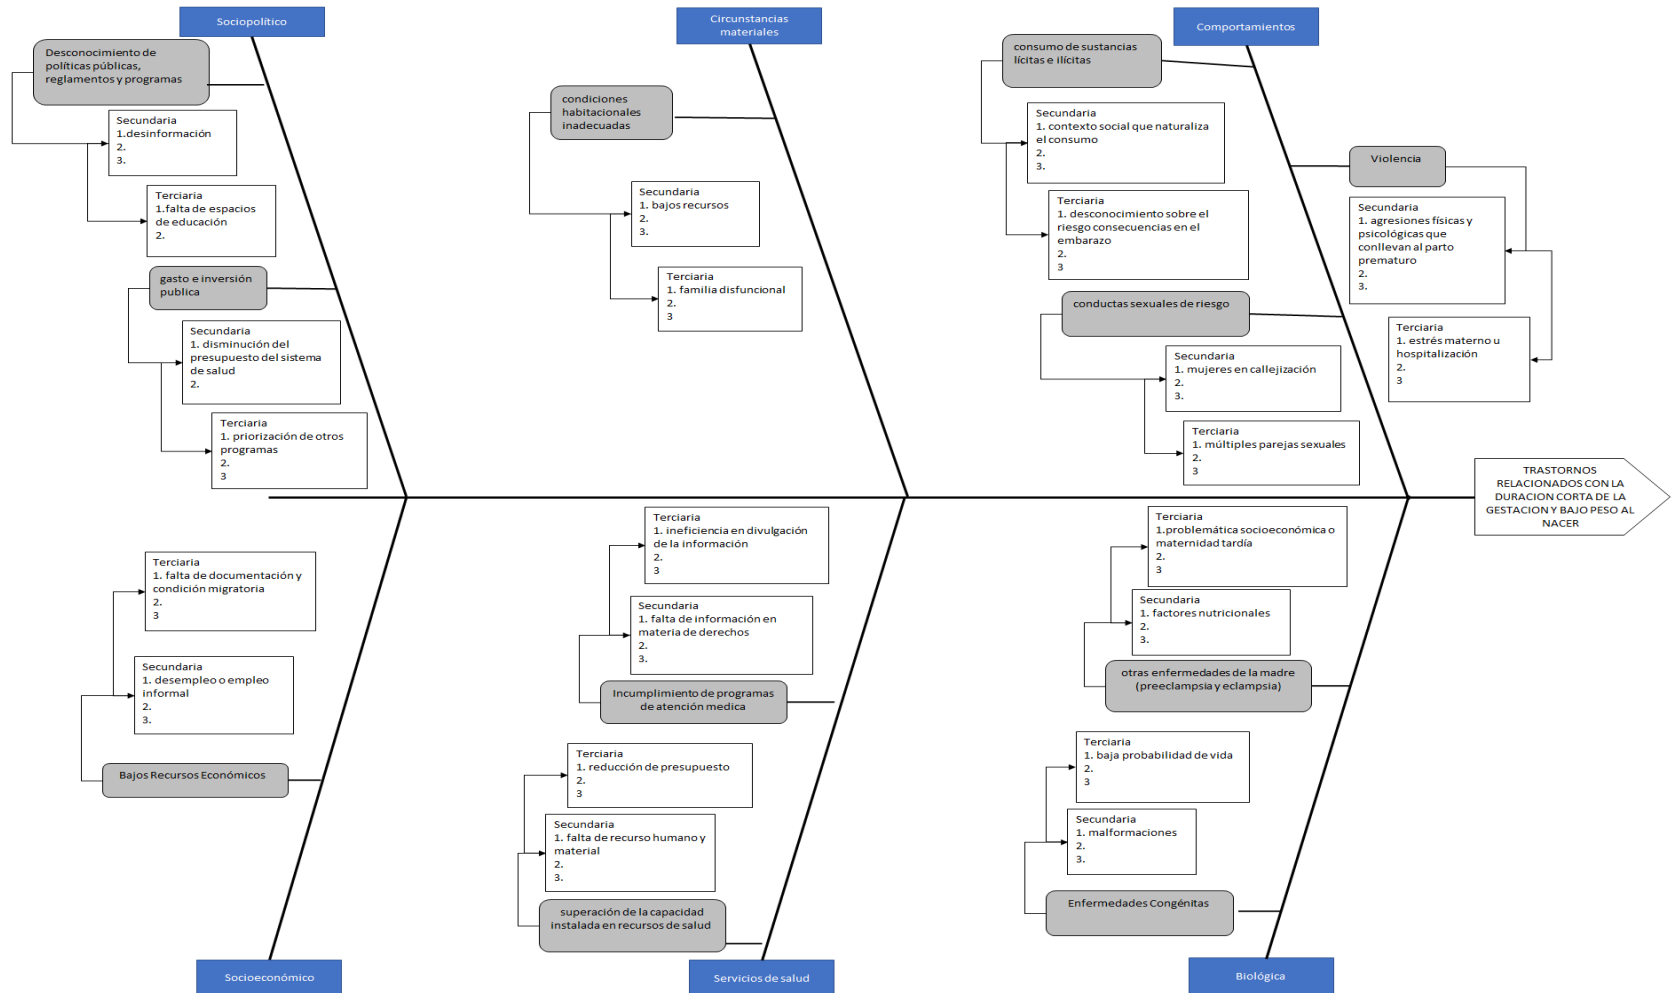 Sociopolítico
Desconocimiento de
políticas públicas,
reglamentos y programas
Secundaria
1.desinformación
2.
3.
Terciaria
1.falta de espacios
de educación
2.
gasto e inversión
publica
Secundaria
1. disminución del
presupuesto del sistema
de salud
2.
Terciaria
1. priorización de otros
programas
2.
3
Circunstancias
materiales
condiciones
habitacionales
inadecuadas
Secundaria
1. bajos recursos
2.
3.
Terciaria
1. familia disfuncional
2.
3
Comportamientos
consumo de sustancias
lícitas e ilícitas
Secundaria
1. contexto social que naturaliza
el consumo
2.
3.
Terciaria
1. desconocimiento sobre el
riesgo consecuencias en el
embarazo
2.
3
Violencia
Secundaria
1. agresiones físicas y
psicológicas que
conllevan al parto
prematuro
2.
3.
Terciaria
1. estrés materno u
hospitalización
2.
3
conductas sexuales de riesgo
Secundaria
1. mujeres en callejización
2.
3.
Terciaria
1. múltiples parejas sexuales
2.
3
TRASTORNOS
RELACIONADOS CON LA
DURACION CORTA DE LA
GESTACION Y BAJO PESO AL
NACER
Terciaria
1. falta de documentación y
condición migratoria
2.
3
Secundaria
1. desempleo o empleo
informal
2.
3.
Bajos Recursos Económicos
Socioeconómico
Terciaria
1. ineficiencia en divulgación
de la información
2.
3
Secundaria
1. falta de información en
materia de derechos
2.
3.
Incumplimiento de programas
de atención medica
Terciaria
1. reducción de presupuesto
2.
3
Secundaria
1. falta de recurso humano y
material
2.
3.
superación de la capacidad
instalada en recursos de salud
Servicios de salud
Terciaria
1.problemática socioeconómica o
maternidad tardía
2.
3
Secundaria
1. factores nutricionales
2.
3.
otras enfermedades de la madre
(preeclampsia y eclampsia)
Terciaria
1. baja probabilidad de vida
2.
3
Secundaria
1. malformaciones
2.
3.
Enfermedades Congénitas
Biológica